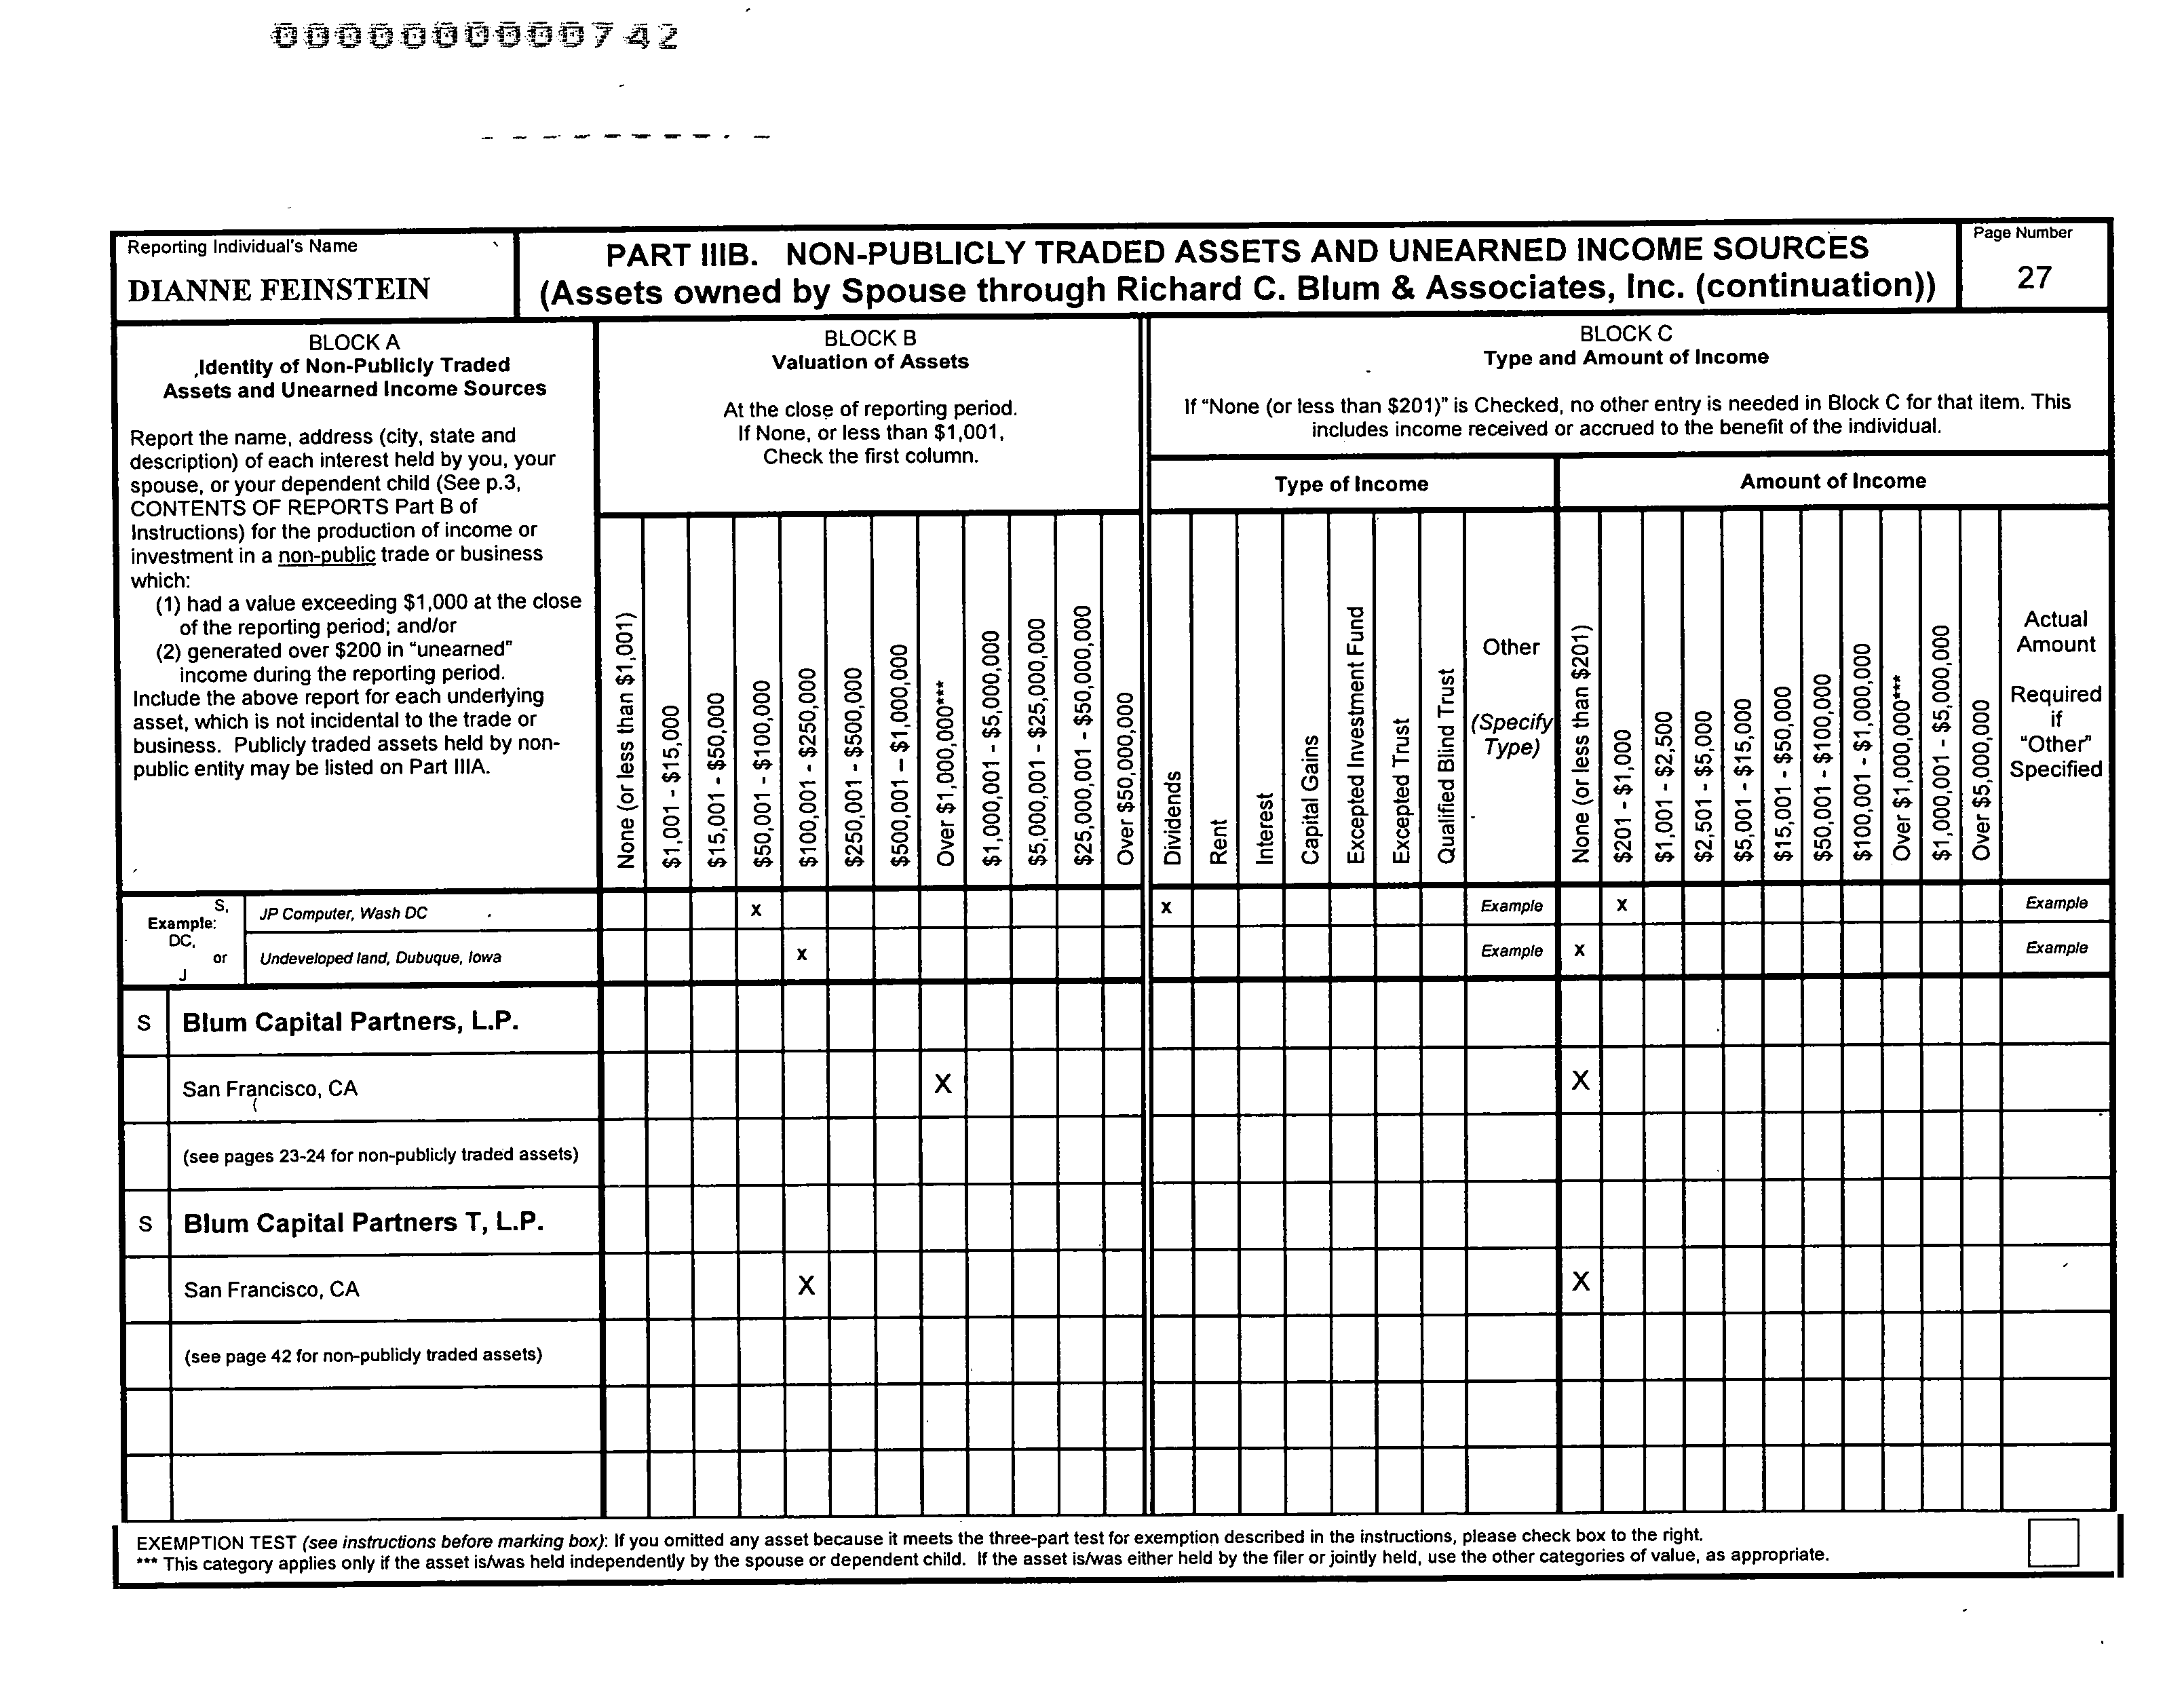 0000000000742
Reporting Individual's Name
DIANNE FEINSTEIN
PART IIIB. NON-PUBLICLY TRADED ASSETS AND UNEARNED INCOME SOURCES
(Assets owned by Spouse through Richard C. Blum & Associates, Inc. (continuation))
Page Number
27
BLOCK A
Identity of Non-Publicly Traded
Assets and Unearned Income Sources
Report the name, address (city, state and
description) of each interest held by you, your
spouse, or your dependent child (See p.3,
CONTENTS OF REPORTS Part B of
Instructions) for the production of income or
investment in a non-public trade or business
which:
(1) had a value exceeding $1,000 at the close
of the reporting period; and/or
(2) generated over $200 in "unearned"
income during the reporting period.
Include the above report for each underlying
asset, which is not incidental to the trade or
business. Publicly traded assets held by non-
public entity may be listed on Part IIIA.
BLOCK B
Valuation of Assets
At the close of reporting period.
If None, or less than $1,001,
Check the first column.
None (or less than $1,001)
$1,001 - $15,000
$15,001 - $50,000
$50,001 - $100,000
$100,001 - $250,000
$250,001 - $500,000
$500,001 – $1,000,000
Over $1,000,000***
$1,000,001 - $5,000,000
$5,000,001 - $25,000,000
$25,000,001 - $50,000,000
Over $50,000,000
BLOCK C
Type and Amount of Income
If "None (or less than $201)" is Checked, no other entry is needed in Block C for that item. This
includes income received or accrued to the benefit of the individual.
Type of Income
Dividends
Rent
Interest
Capital Gains
Excepted Investment Fund
Excepted Trust
Qualified Blind Trust
Other
(Specify
Type)
Amount of Income
None (or less than $201)
$201 - $1,000
$1,001 - $2,500
$2,501 - $5,000
$5,001 - $15,000
$15,001 - $50,000
$50,001 - $100,000
$100,001 - $1,000,000
Over $1,000,000***
$1,000,001 - $5,000,000
Over $5,000,000
Actual
Amount
Required
if
"Other"
Specified
S,
Example:
DC,
or
J
JP Computer, Wash DC X X Example X Example
Undeveloped land, Dubuque, Iowa X Example X Example
S Blum Capital Partners, L.P.
San Francisco, CA X X
(see pages 23-24 for non-publicly traded assets)
S Blum Capital Partners T, L.P.
San Francisco, CA X X
(see page 42 for non-publicly traded assets)
EXEMPTION TEST (see instructions before marking box): If you omitted any asset because it meets the three-part test for exemption described in the instructions, please check box to the right.
*** This category applies only if the asset is/was held independently by the spouse or dependent child. If the asset is/was either held by the filer or jointly held, use the other categories of value, as appropriate.